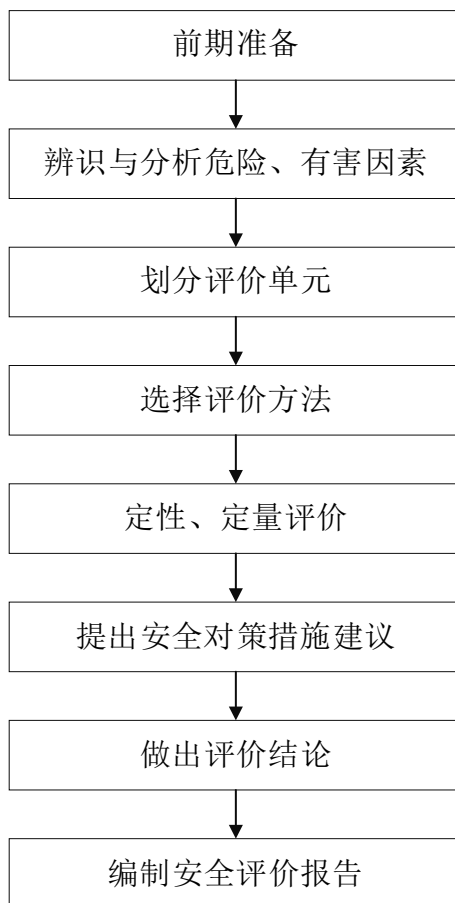 前期准备
辨识与分析危险、有害因素
划分评价单元
选择评价方法
定性、定量评价
提出安全对策措施建议
做出评价结论
编制安全评价报告